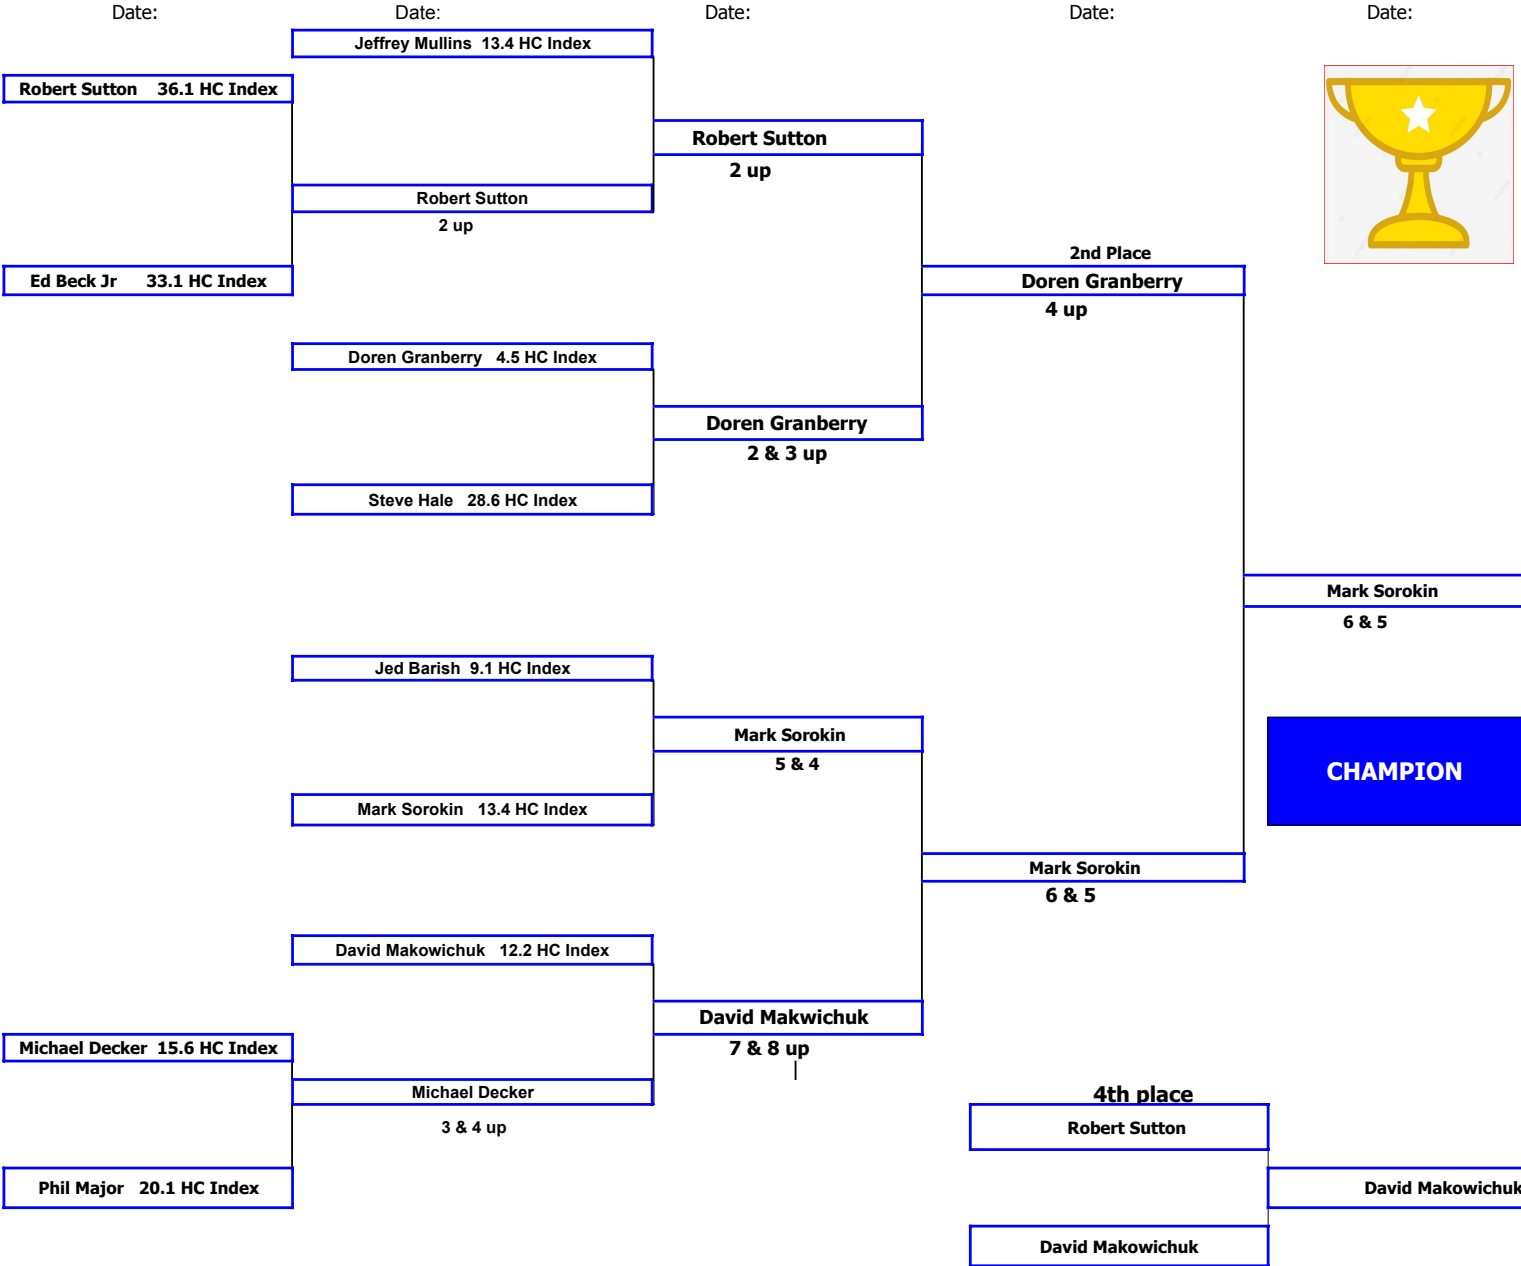 Date: Date: Date: Date: Date:
Jeffrey Mullins 13.4 HC Index
Robert Sutton 36.1 HC Index
Robert Sutton
2 up
Robert Sutton
2 up
2nd Place
Ed Beck Jr 33.1 HC Index
Doren Granberry
4 up
Doren Granberry 4.5 HC Index
Doren Granberry
2 & 3 up
Steve Hale 28.6 HC Index
Mark Sorokin
6 & 5
Jed Barish 9.1 HC Index
Mark Sorokin
5 & 4
CHAMPION
Mark Sorokin 13.4 HC Index
Mark Sorokin
6 & 5
David Makowichuk 12.2 HC Index
David Makwichuk
7 & 8 up
Michael Decker 15.6 HC Index
Michael Decker
3 & 4 up
4th place
Robert Sutton
Phil Major 20.1 HC Index
David Makowichuk
David Makowichuk